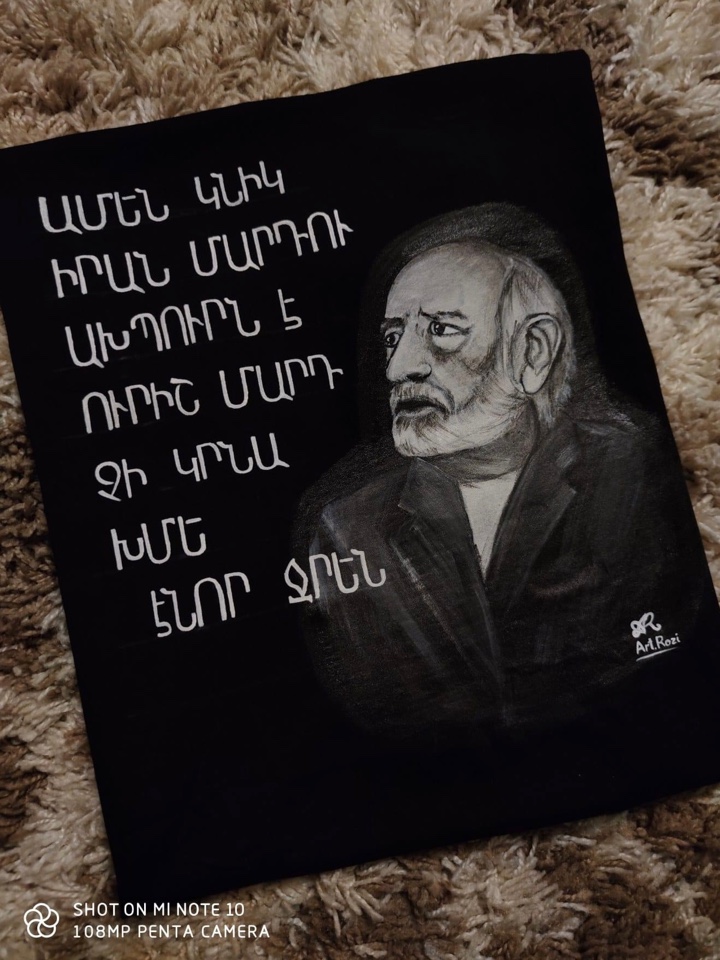 ԱՄԵՆ ԿՆԻԿ
ԻՐԱՆ ՄԱՐԴՈՒ
ԱԽՊՈՒՐՆ Է
ՈՒՐԻՇ ՄԱՐԴ
ՉԻ ԿՐՆԱ
ԽՄԵ
ԷՆՈՐ ՋՐԵՆ
Art.Rozi
SHOT ON MI NOTE 10
108MP PENTA CAMERA